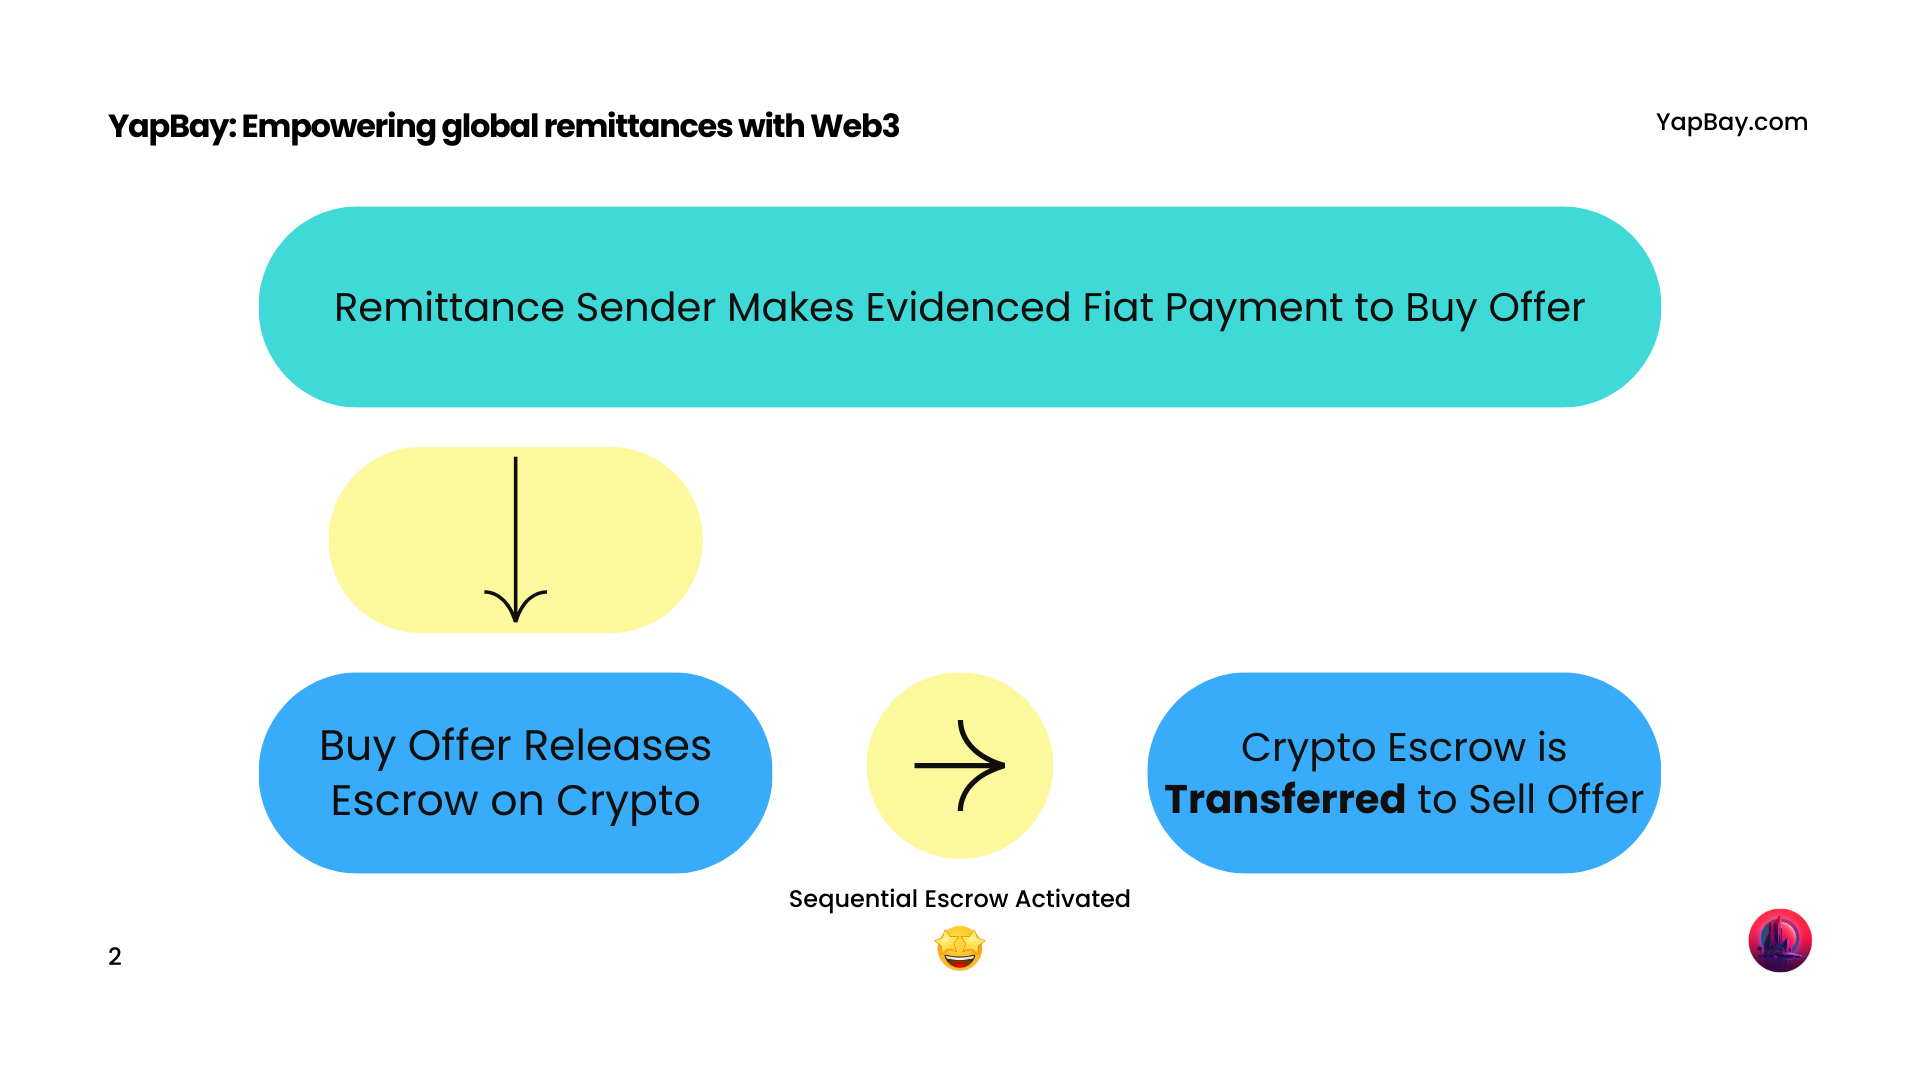 YapBay: Empowering global remittances with Web3
YapBay.com
Remittance Sender Makes Evidenced Fiat Payment to Buy Offer
Buy Offer Releases
Escrow on Crypto
Crypto Escrow is
Transferred to Sell Offer
Sequential Escrow Activated
2